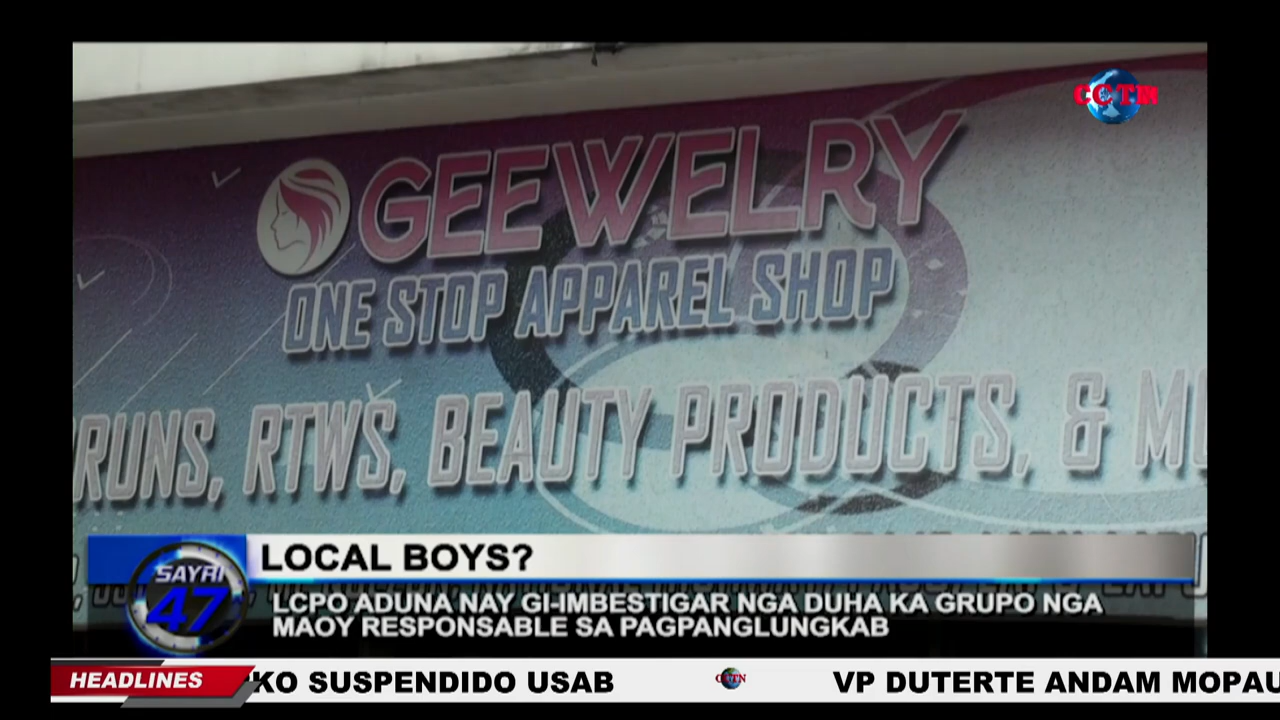 CCTN
GEEWELRY
ONE STOP APPAREL SHOP
RUNS, RTWS, BEAUTY PRODUCTS, &
LOCAL BOYS?
SAYRI
47
LCPO ADUNA NAY GI-IMBESTIGAR NGA DUHA KA GRUPO NGA
MAOY RESPONSABLE SA PAGPANGLUNGKAB
HEADLINES
KO SUSPENDIDO USAB
CCTN
VP DUTERTE ANDAM MOPAU